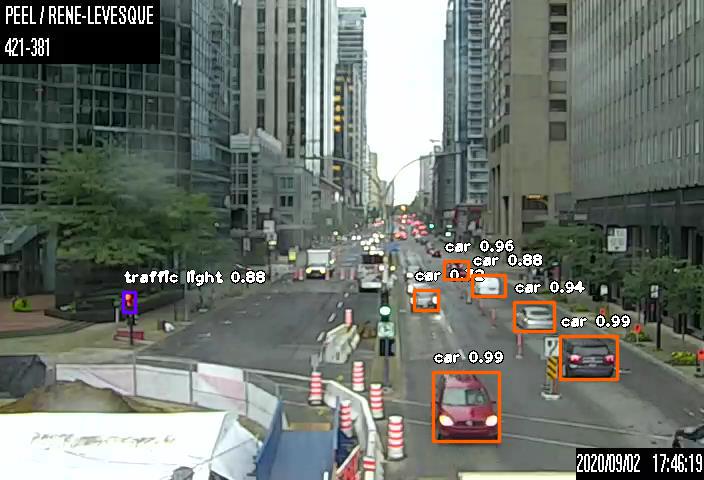 PEEL / RENE-LEVESQUE
421-381
car 0.96
car 0.88
traffic light 0.88
car 0.94
car 0.99
car 0.99
2020/09/02 17:46:19